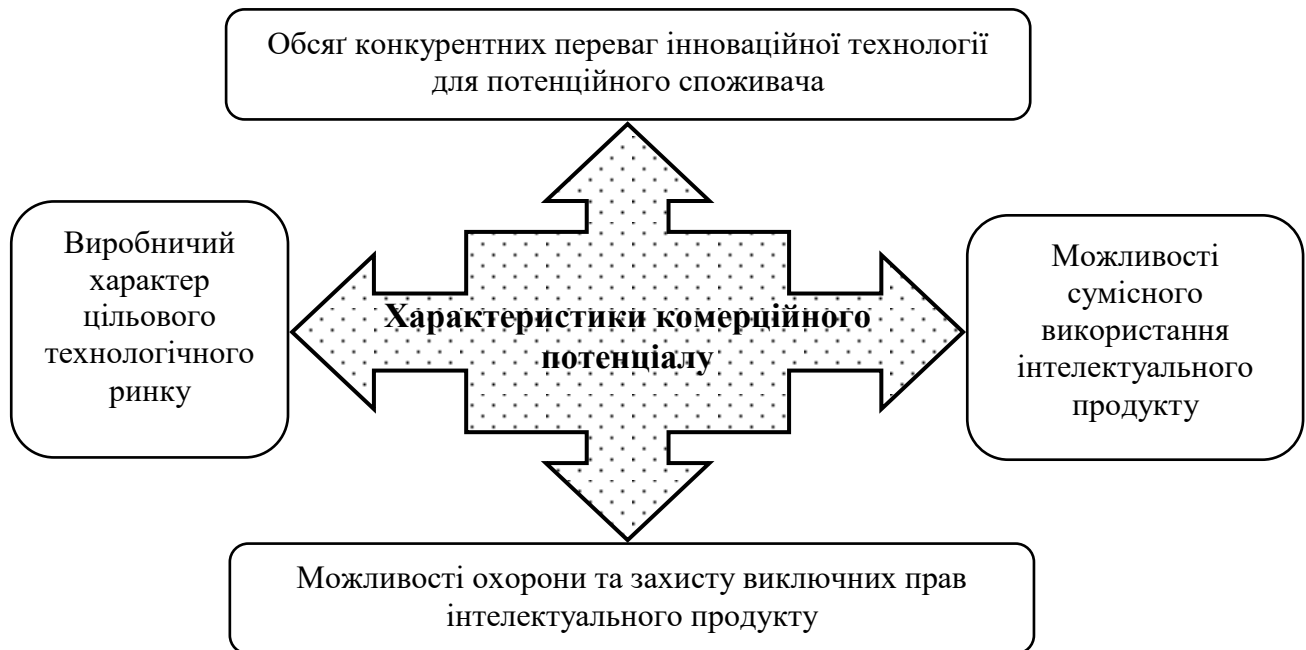 Обсяг конкурентних переваг інноваційної технології
для потенційного споживача
Виробничий
характер
цільового
технологічного
ринку
Характеристики комерційного
потенціалу
Можливості
сумісного
використання
інтелектуального
продукту
Можливості охорони та захисту виключних прав
інтелектуального продукту